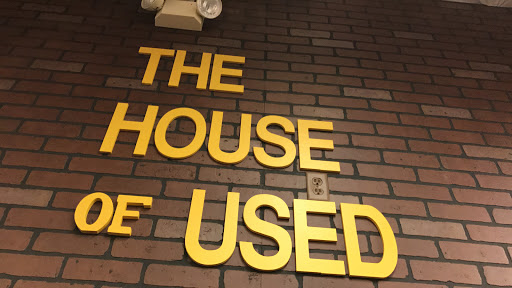 THE
HOUSE
OF USED